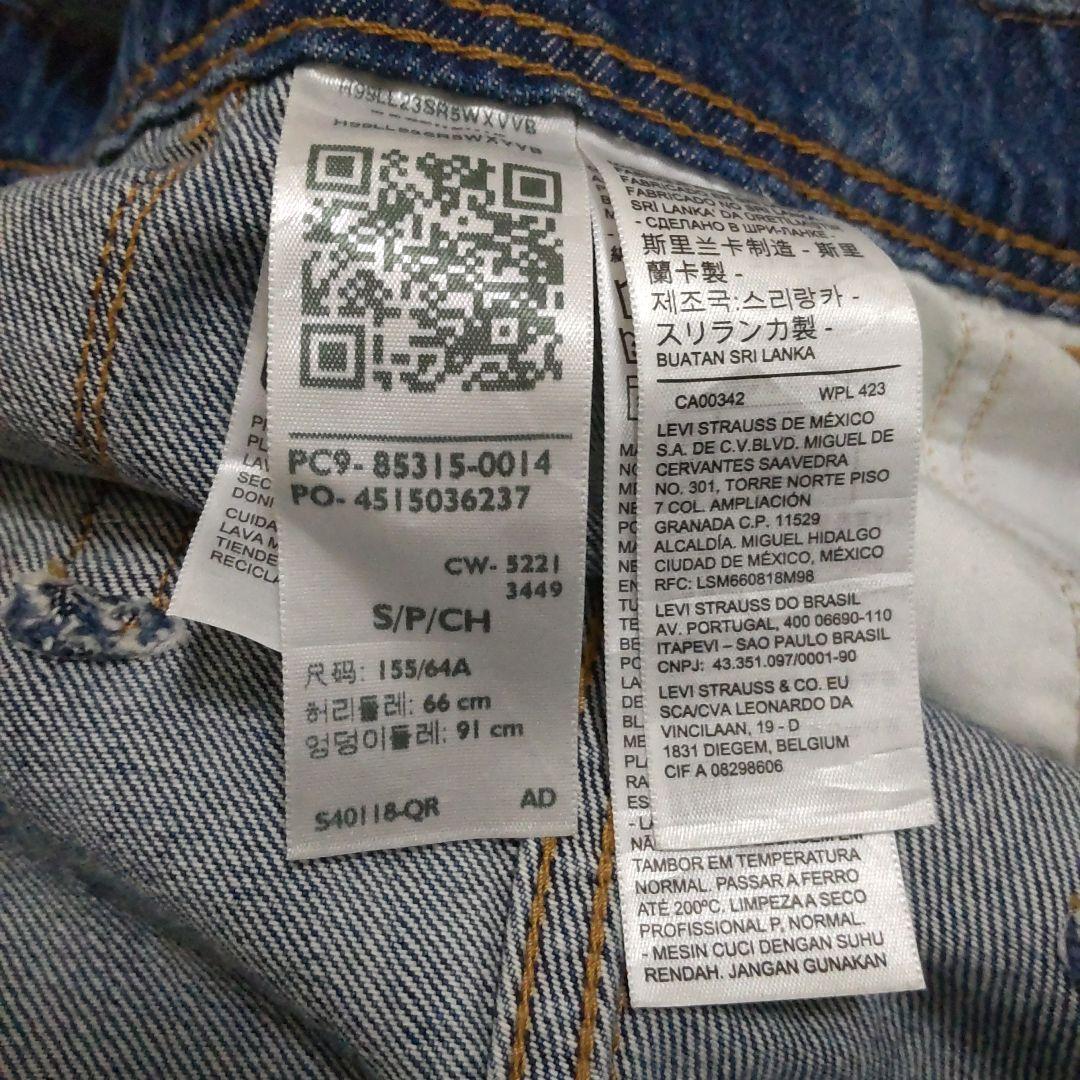 H99LL23SR5WXVVB
PC9- 85315-0014
PO- 4515036237
CW- 5221
3449
S/P/CH
尺码: 155/64A
허리둘레: 66 cm
엉덩이둘레: 91 cm
S40118-QR AD
LAV
SEC
DONI
CUIDA
LAVA M
TIENDE
RECICLA
FABRICADO NO
SRI LANKA' DA ÜRETİLMİŞTİR
- СДЕЛАНО В ШРИ-ЛАНКЕ -
斯里兰卡制造 - 斯里
蘭卡製 -
제조국:스리랑카 -
スリランカ製 -
BUATAN SRI LANKA
CA00342 WPL 423
LEVI STRAUSS DE MÉXICO
S.A. DE C.V.BLVD. MIGUEL DE
CERVANTES SAAVEDRA
NO. 301, TORRE NORTE PISO
7 COL. AMPLIACIÓN
GRANADA C.P. 11529
ALCALDÍA. MIGUEL HIDALGO
CIUDAD DE MÉXICO, MÉXICO
RFC: LSM660818M98
LEVI STRAUSS DO BRASIL
AV. PORTUGAL, 400 06690-110
ITAPEVI – SAO PAULO BRASIL
CNPJ: 43.351.097/0001-90
LEVI STRAUSS & CO. EU
SCA/CVA LEONARDO DA
VINCILAAN, 19 - D
1831 DIEGEM, BELGIUM
CIF A 08298606
TAMBOR EM TEMPERATURA
NORMAL. PASSAR A FERRO
ATÉ 200ºC. LIMPEZA A SECO
PROFISSIONAL P, NORMAL
- MESIN CUCI DENGAN SUHU
RENDAH. JANGAN GUNAKAN